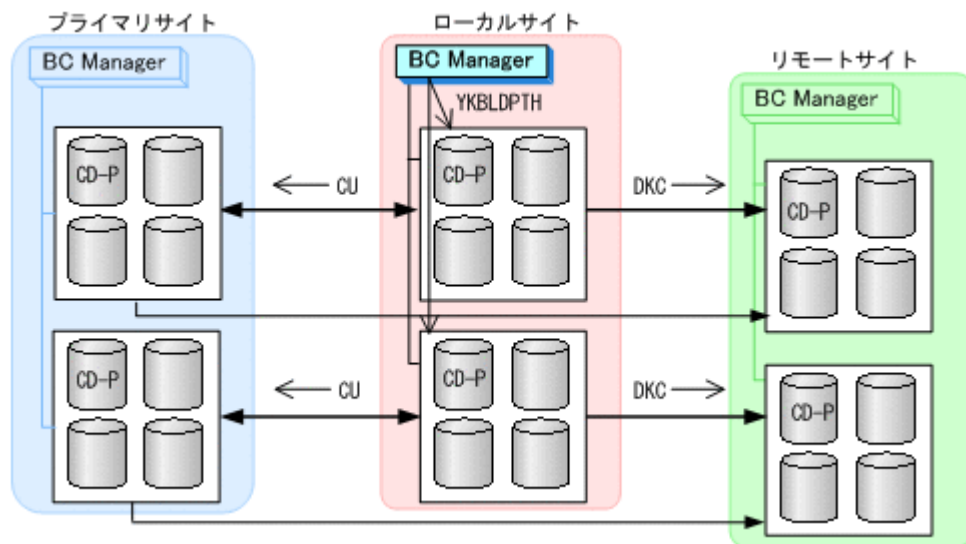 プライマリサイト
ローカルサイト
リモートサイト
BC Manager
BC Manager
BC Manager
YKBLDPTH
CD-P
CU
CD-P
DKC
CD-P
CD-P
CU
CD-P
DKC
CD-P